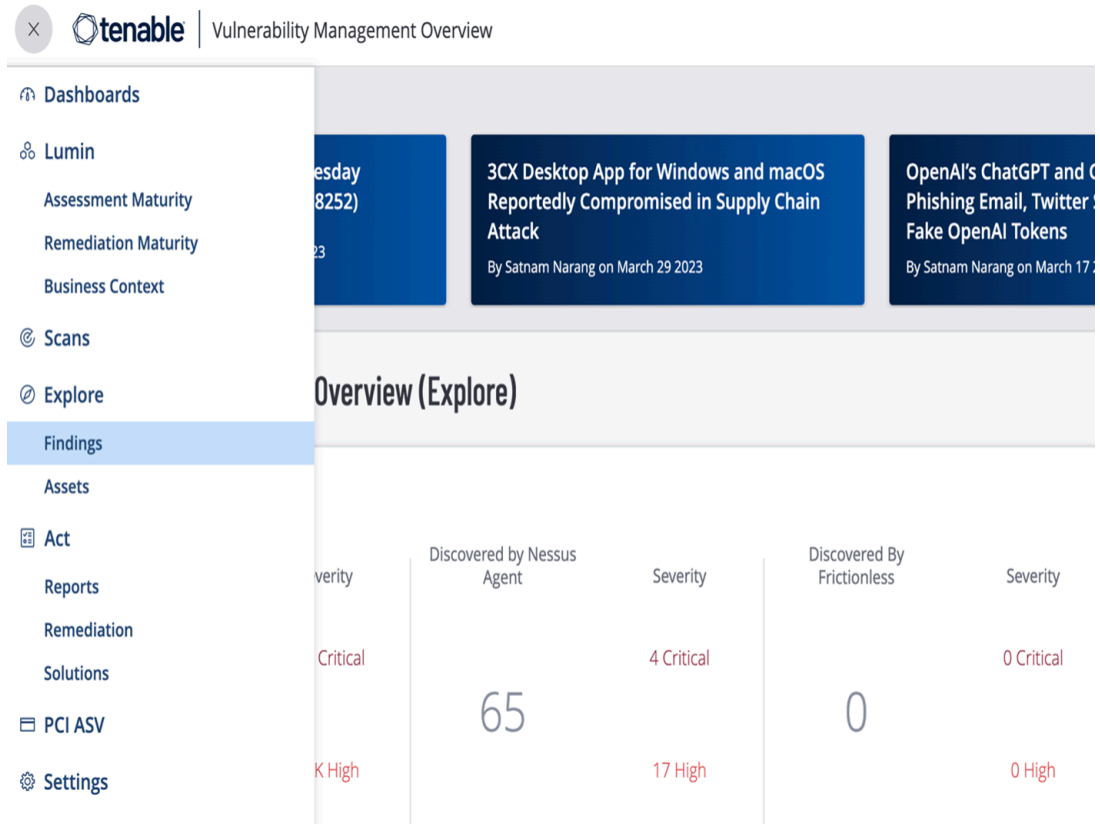 tenable
Vulnerability Management Overview
Dashboards
Lumin
Assessment Maturity
Remediation Maturity
Business Context
Scans
Explore
Findings
Assets
Act
Reports
Remediation
Solutions
PCI ASV
Settings
esday
8252)
23
3CX Desktop App for Windows and macOS
Reportedly Compromised in Supply Chain
Attack
By Satnam Narang on March 29 2023
OpenAI's ChatGPT and
Phishing Email, Twitter
Fake OpenAI Tokens
By Satnam Narang on March 17
Overview (Explore)
verity
Critical
K High
Discovered by Nessus
Agent
65
Severity
4 Critical
17 High
Discovered By
Frictionless
0
Severity
0 Critical
0 High